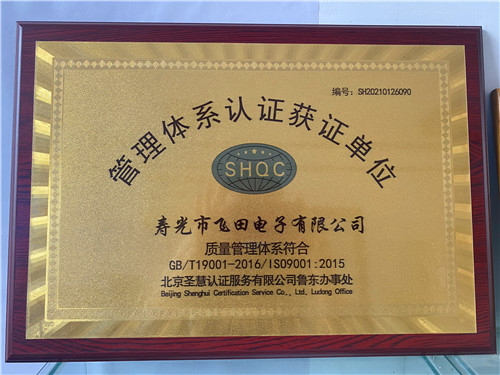 编号：SH20210126090
管理体系认证获证单位
SHQC
寿光市飞田电子有限公司
质量管理体系符合
GB/T19001-2016/ISO9001:2015
北京圣慧认证服务有限公司鲁东办事处
Beijing Shenghui Certification Service Co., Ltd. Ludong Office